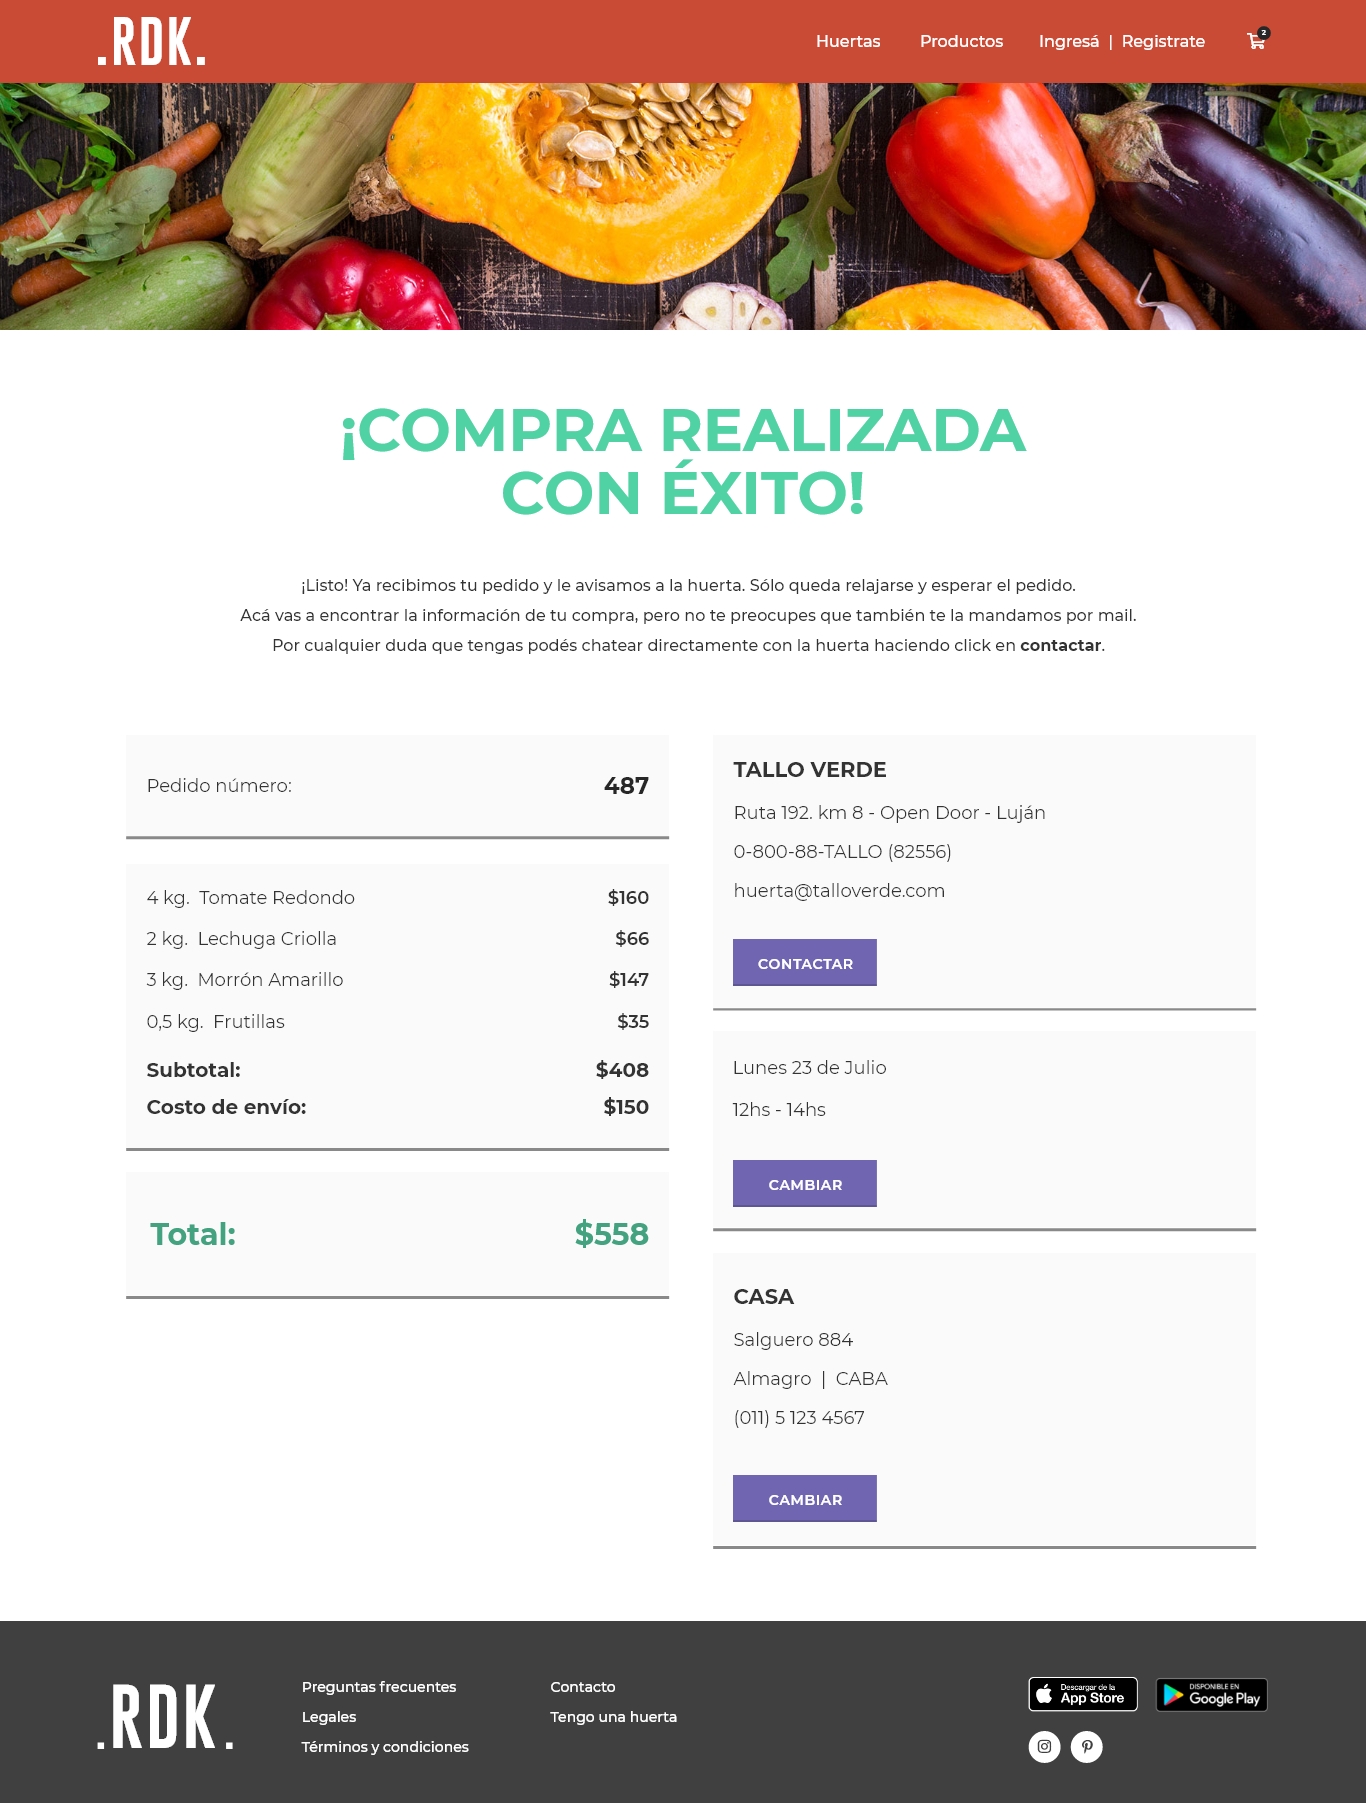 .RDK.
Huertas Productos Ingresá | Registrate 2
¡COMPRA REALIZADA
CON ÉXITO!
¡Listo! Ya recibimos tu pedido y le avisamos a la huerta. Sólo queda relajarse y esperar el pedido.
Acá vas a encontrar la información de tu compra, pero no te preocupes que también te la mandamos por mail.
Por cualquier duda que tengas podés chatear directamente con la huerta haciendo click en contactar.
Pedido número: 487
4 kg. Tomate Redondo $160
2 kg. Lechuga Criolla $66
3 kg. Morrón Amarillo $147
0,5 kg. Frutillas $35
Subtotal: $408
Costo de envío: $150
Total: $558
TALLO VERDE
Ruta 192. km 8 - Open Door - Luján
0-800-88-TALLO (82556)
huerta@talloverde.com
CONTACTAR
Lunes 23 de Julio
12hs - 14hs
CAMBIAR
CASA
Salguero 884
Almagro | CABA
(011) 5 123 4567
CAMBIAR
.RDK.
Preguntas frecuentes
Legales
Términos y condiciones
Contacto
Tengo una huerta
Descargar de la
App Store
DISPONIBLE EN
Google Play